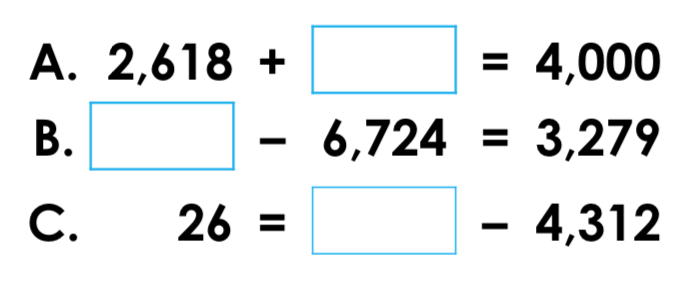 A. 2,618 + = 4,000
B. – 6,724 = 3,279
C. 26 = – 4,312